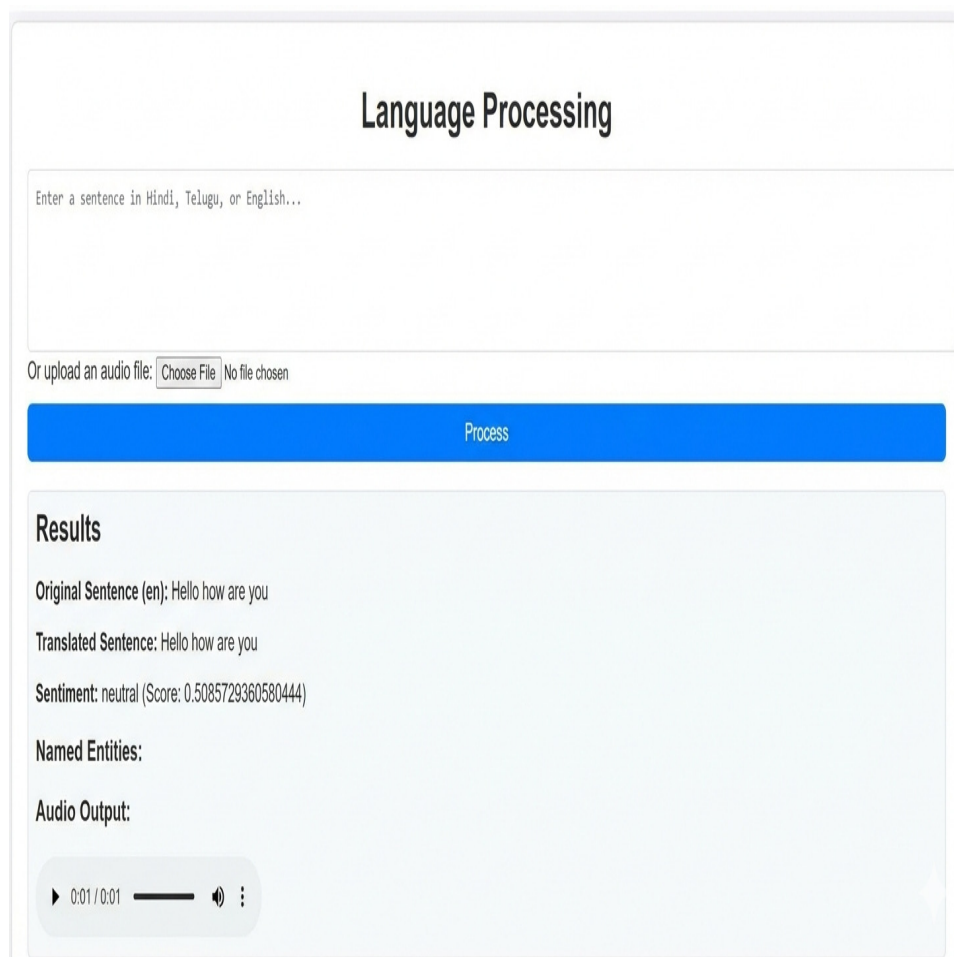 Language Processing
Enter a sentence in Hindi, Telugu, or English...
Or upload an audio file: Choose File No file chosen
Process
Results
Original Sentence (en): Hello how are you
Translated Sentence: Hello how are you
Sentiment: neutral (Score: 0.5085729360580444)
Named Entities:
Audio Output:
0:01 / 0:01